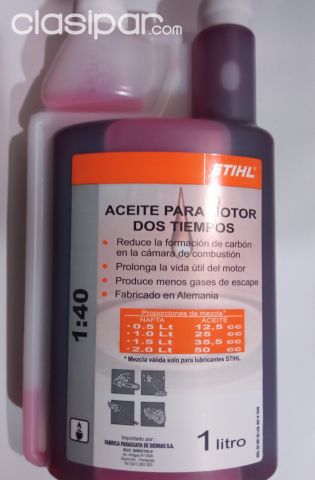 clasipar.com
PARAGUAY
STIHL®
ACEITE PARA MOTOR
DOS TIEMPOS
• Reduce la formación de carbón
en la cámara de combustión
• Prolonga la vida útil del motor
• Produce menos gases de escape
• Fabricado en Alemania
1:40
Proporciones de mezcla*
NAFTA ACEITE
• 0.5 Lt 12,5 cc
• 1.0 Lt 25 cc
• 1.5 Lt 35,5 cc
• 2.0 Lt 50 cc
* Mezcla válida solo para lubricantes STIHL
Importado por:
FABRICA PARAGUAYA DE SIERRAS S.A.
1 litro